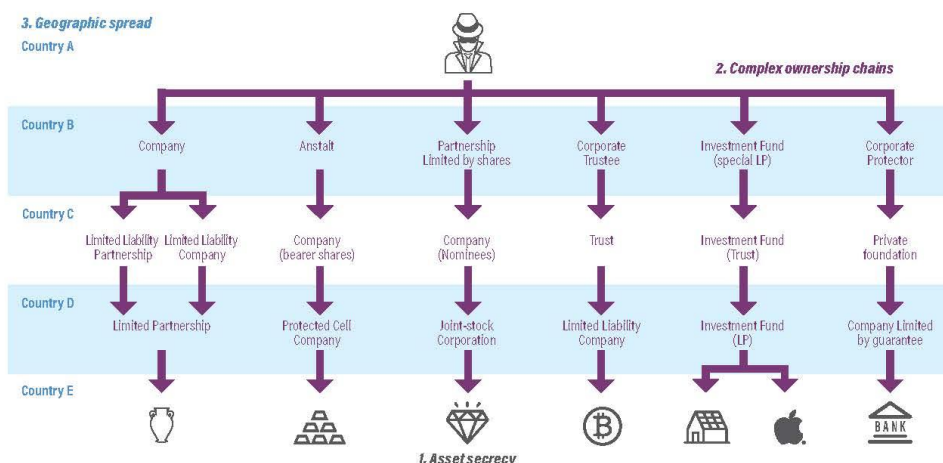 3. Geographic spread
Country A
2. Complex ownership chains
Country B
Company
Anstalt
Partnership
Limited by shares
Corporate
Trustee
Investment Fund
(special LP)
Corporate
Protector
Country C
Limited Liability
Partnership
Limited Liability
Company
Company
(bearer shares)
Company
(Nominees)
Trust
Investment Fund
(Trust)
Private
foundation
Country D
Limited Partnership
Protected Cell
Company
Joint-stock
Corporation
Limited Liability
Company
Investment Fund
(LP)
Company Limited
by guarantee
Country E
BANK
1. Asset secrecy